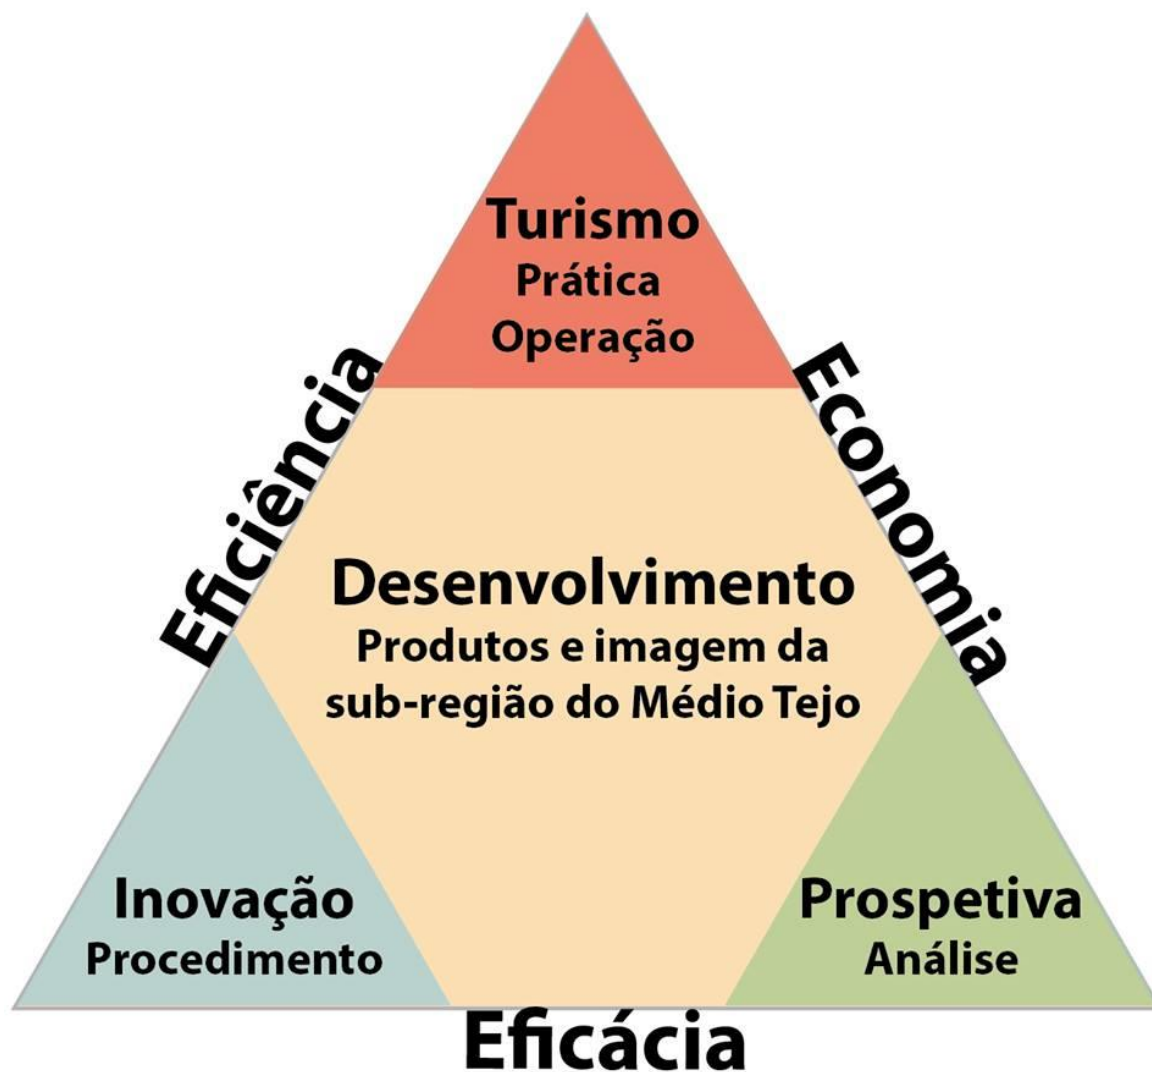 Turismo
Prática
Operação
Eficiência
Economia
Desenvolvimento
Produtos e imagem da
sub-região do Médio Tejo
Inovação
Procedimento
Prospetiva
Análise
Eficácia